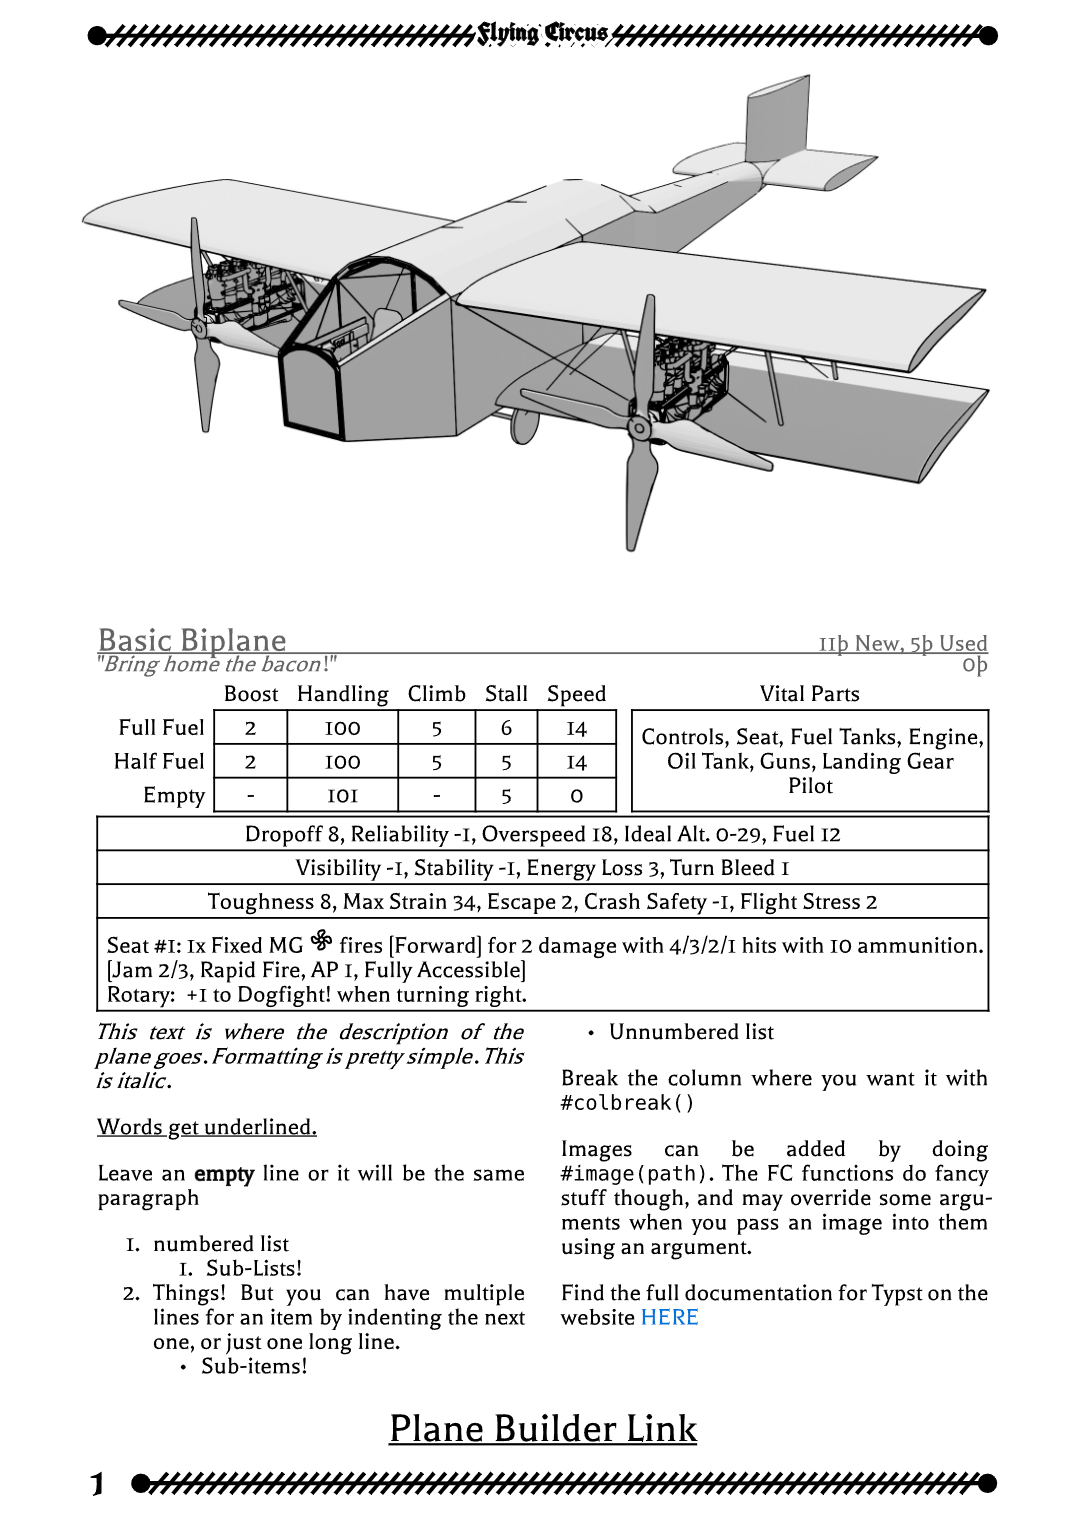 Flying Circus
Basic Biplane
11þ New, 5þ Used
"Bring home the bacon!"
0þ
Boost Handling Climb Stall Speed
Full Fuel 2 100 5 6 14
Half Fuel 2 100 5 5 14
Empty - 101 - 5 0
Vital Parts
Controls, Seat, Fuel Tanks, Engine,
Oil Tank, Guns, Landing Gear
Pilot
Dropoff 8, Reliability -1, Overspeed 18, Ideal Alt. 0-29, Fuel 12
Visibility -1, Stability -1, Energy Loss 3, Turn Bleed 1
Toughness 8, Max Strain 34, Escape 2, Crash Safety -1, Flight Stress 2
Seat #1: 1x Fixed MG fires [Forward] for 2 damage with 4/3/2/1 hits with 10 ammunition.
[Jam 2/3, Rapid Fire, AP 1, Fully Accessible]
Rotary: +1 to Dogfight! when turning right.
This text is where the description of the
plane goes. Formatting is pretty simple. This
is italic.
Words get underlined.
Leave an empty line or it will be the same
paragraph
1. numbered list
1. Sub-Lists!
2. Things! But you can have multiple
lines for an item by indenting the next
one, or just one long line.
• Sub-items!
• Unnumbered list
Break the column where you want it with
#colbreak()
Images can be added by doing
#image(path). The FC functions do fancy
stuff though, and may override some argu-
ments when you pass an image into them
using an argument.
Find the full documentation for Typst on the
website HERE
Plane Builder Link
1